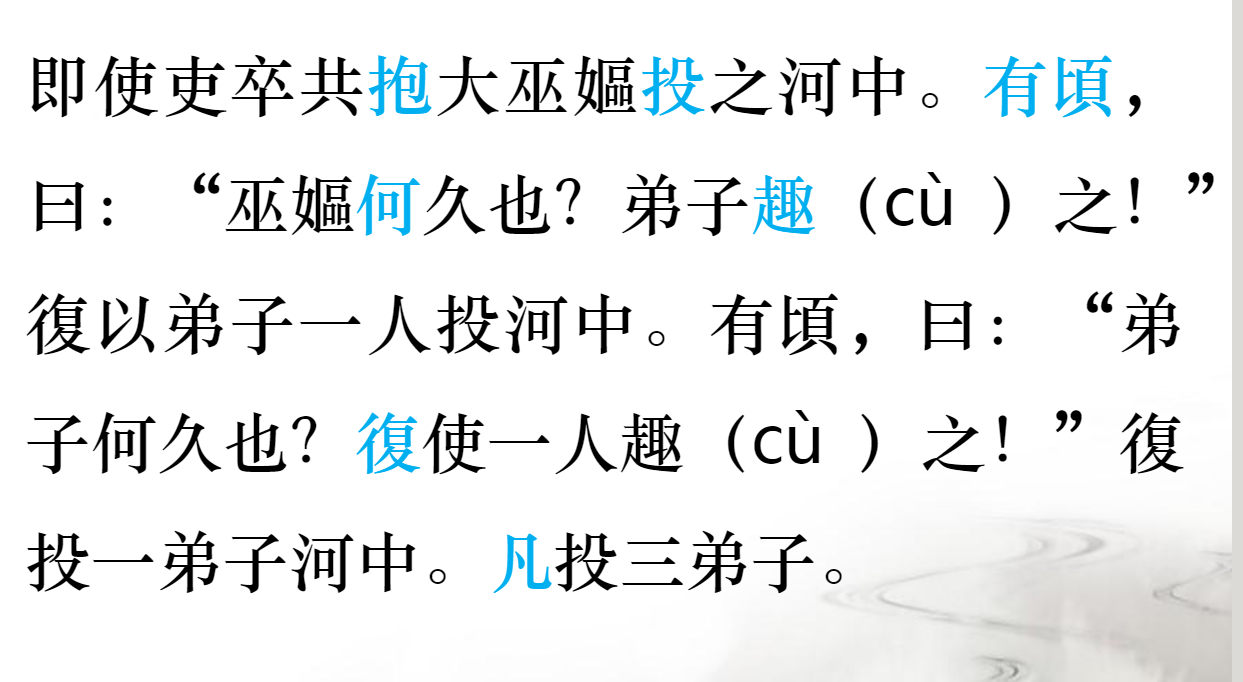 即使吏卒共抱大巫嫗投之河中。有頃，
曰：“巫嫗何久也？弟子趣（cù ）之！”
復以弟子一人投河中。有頃，曰：“弟
子何久也？復使一人趣（cù ）之！”復
投一弟子河中。凡投三弟子。